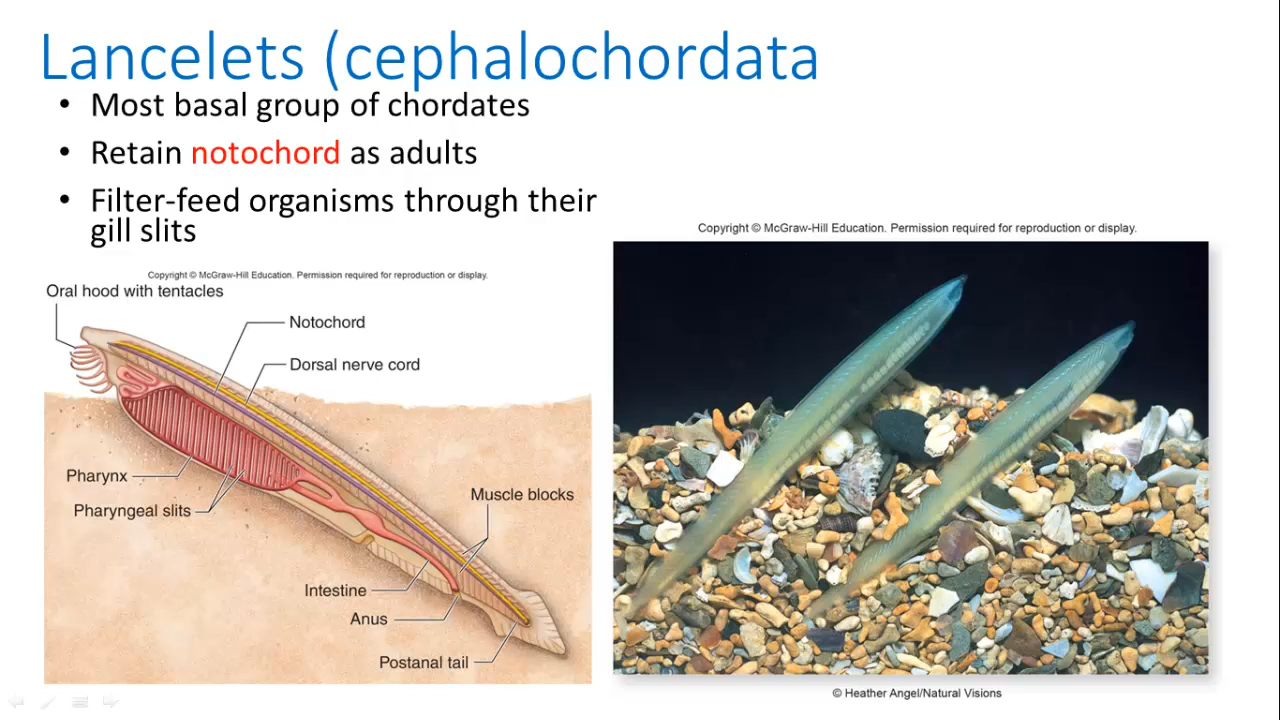 Lancelets (cephalochordata
• Most basal group of chordates
• Retain notochord as adults
• Filter-feed organisms through their
gill slits
Copyright © McGraw-Hill Education. Permission required for reproduction or display.
Oral hood with tentacles
Notochord
Dorsal nerve cord
Pharynx
Pharyngeal slits
Muscle blocks
Intestine
Anus
Postanal tail
Copyright © McGraw-Hill Education. Permission required for reproduction or display.
© Heather Angel/Natural Visions